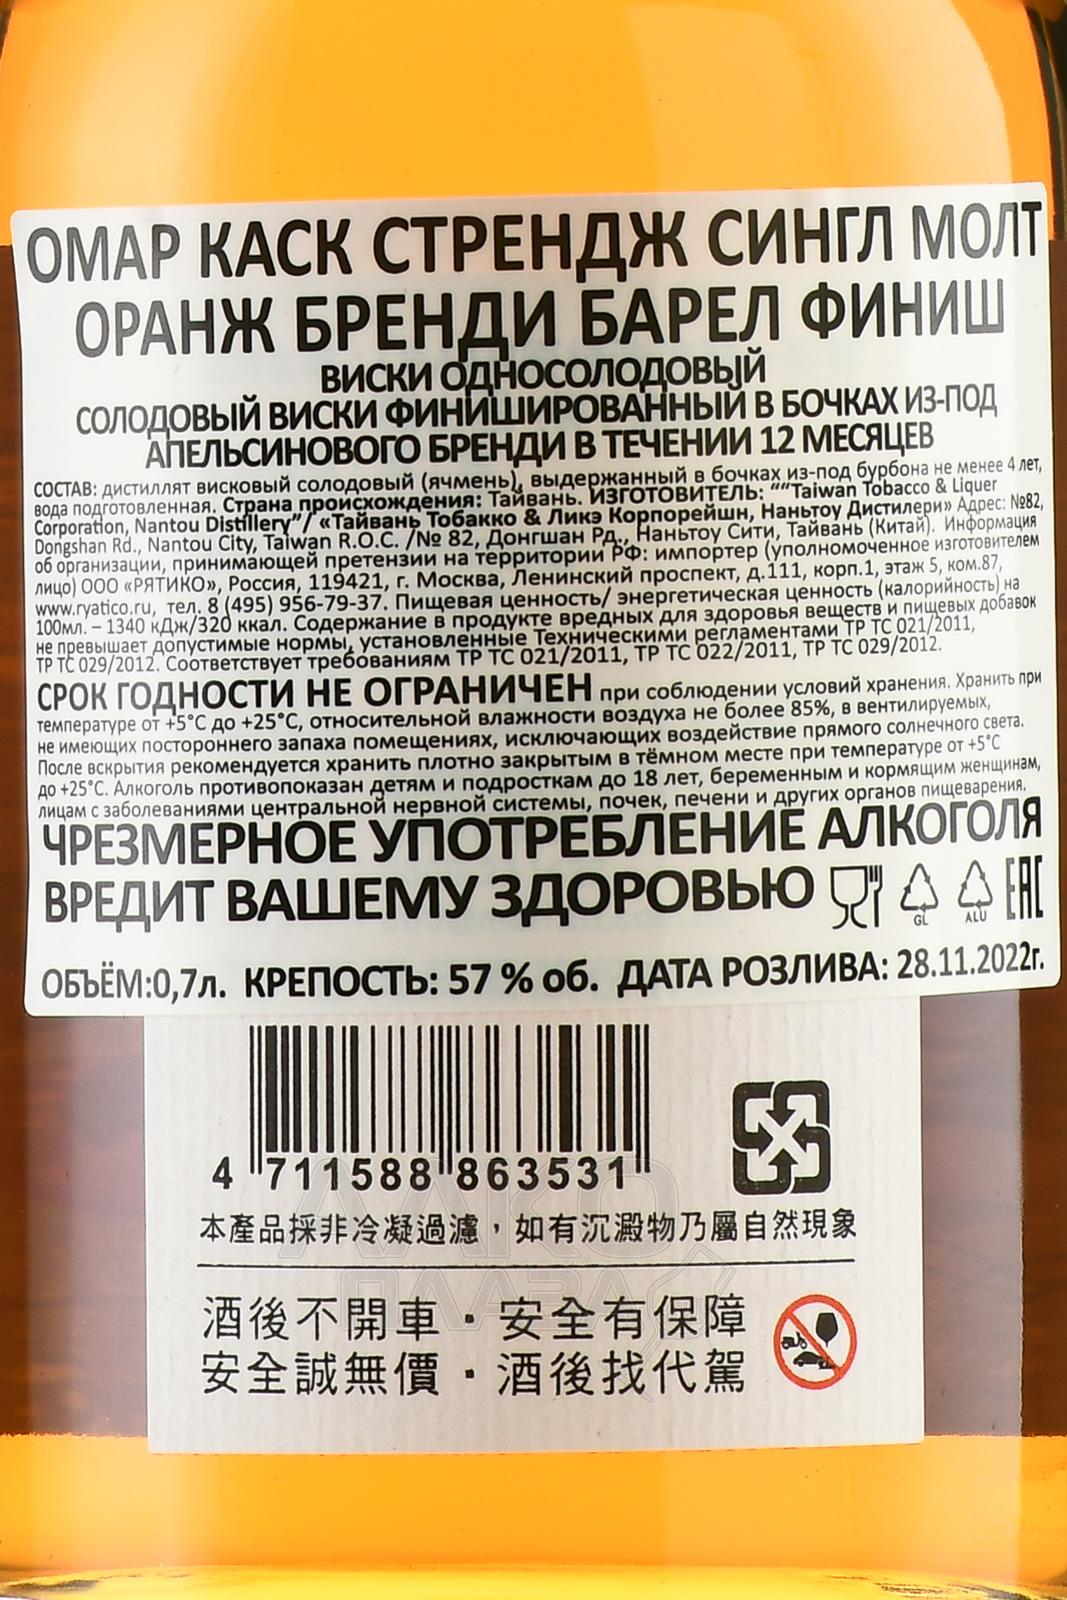 ОМАР КАСК СТРЕНДЖ СИНГЛ МОЛТ
ОРАНЖ БРЕНДИ БАРЕЛ ФИНИШ
ВИСКИ ОДНОСОЛОДОВЫЙ
СОЛОДОВЫЙ ВИСКИ ФИНИШИРОВАННЫЙ В БОЧКАХ ИЗ-ПОД
АПЕЛЬСИНОВОГО БРЕНДИ В ТЕЧЕНИИ 12 МЕСЯЦЕВ
СОСТАВ: дистиллят висковый солодовый (ячмень), выдержанный в бочках из-под бурбона не менее 4 лет,
вода подготовленная. Страна происхождения: Тайвань. ИЗГОТОВИТЕЛЬ: ““Taiwan Tobacco & Liquer
Corporation, Nantou Distillery”/ «Тайвань Тобакко & Ликэ Корпорейшн, Наньтоу Дистилери» Адрес: №82,
Dongshan Rd., Nantou City, Taiwan R.O.C. /№ 82, Донгшан Рд., Наньтоу Сити, Тайвань (Китай). Информация
об организации, принимающей претензии на территории РФ: импортер (уполномоченное изготовителем
лицо) ООО «РЯТИКО», Россия, 119421, г. Москва, Ленинский проспект, д.111, корп.1, этаж 5, ком.87,
www.ryatico.ru, тел. 8 (495) 956-79-37. Пищевая ценность/ энергетическая ценность (калорийность) на
100мл. – 1340 кДж/320 ккал. Содержание в продукте вредных для здоровья веществ и пищевых добавок
не превышает допустимые нормы, установленные Техническими регламентами ТР ТС 021/2011,
ТР ТС 029/2012. Соответствует требованиям ТР ТС 021/2011, ТР ТС 022/2011, ТР ТС 029/2012.
СРОК ГОДНОСТИ НЕ ОГРАНИЧЕН при соблюдении условий хранения. Хранить при
температуре от +5°С до +25°С, относительной влажности воздуха не более 85%, в вентилируемых,
не имеющих постороннего запаха помещениях, исключающих воздействие прямого солнечного света.
После вскрытия рекомендуется хранить плотно закрытым в тёмном месте при температуре от +5°С
до +25°С. Алкоголь противопоказан детям и подросткам до 18 лет, беременным и кормящим женщинам,
лицам с заболеваниями центральной нервной системы, почек, печени и других органов пищеварения.
ЧРЕЗМЕРНОЕ УПОТРЕБЛЕНИЕ АЛКОГОЛЯ
ВРЕДИТ ВАШЕМУ ЗДОРОВЬЮ
GL ALU EAC
ОБЪЁМ:0,7л. КРЕПОСТЬ: 57 % об. ДАТА РОЗЛИВА: 28.11.2022г.
4 711588 863531
本產品採非冷凝過濾，如有沉澱物乃屬自然現象
酒後不開車・安全有保障
安全誠無價・酒後找代駕
АЛКО
ПЛАЗА